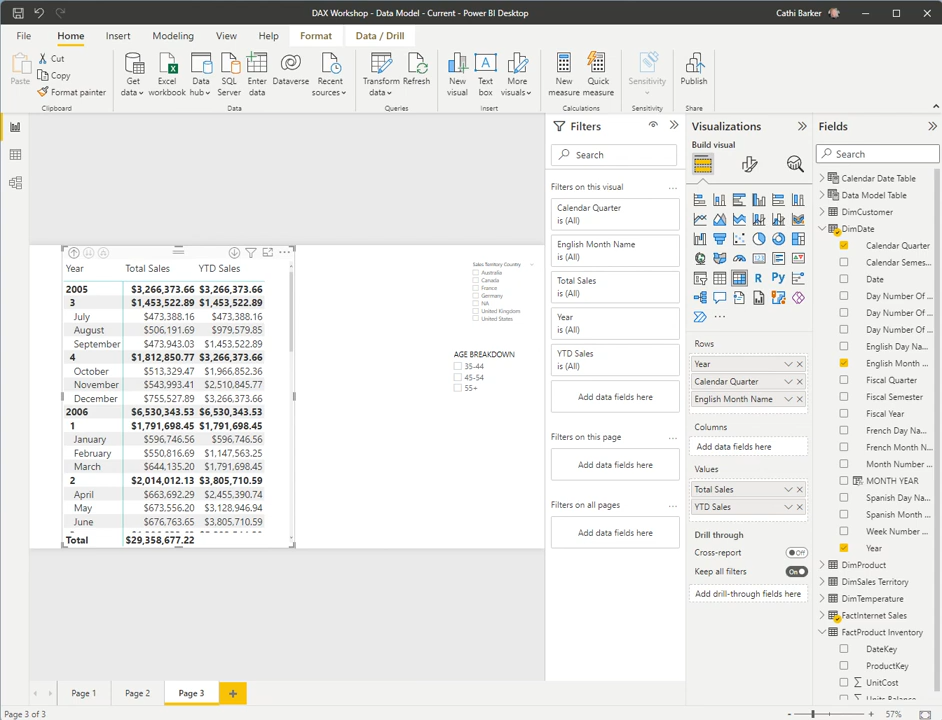 DAX Workshop - Data Model - Current - Power BI Desktop
Cathi Barker
File Home Insert Modeling View Help Format Data / Drill
Paste
Cut
Copy
Format painter
Clipboard
Get data
Excel workbook
Data hub
SQL Server
Enter data
Dataverse
Recent sources
Data
Transform data
Refresh
Queries
New visual
Text box
More visuals
Insert
New measure
Quick measure
Calculations
Sensitivity
Sensitivity
Publish
Share
Year Total Sales YTD Sales
2005 $3,266,373.66 $3,266,373.66
3 $1,453,522.89 $1,453,522.89
July $473,388.16 $473,388.16
August $506,191.69 $979,579.85
September $473,943.03 $1,453,522.89
4 $1,812,850.77 $3,266,373.66
October $513,329.47 $1,966,852.36
November $543,993.41 $2,510,845.77
December $755,527.89 $3,266,373.66
2006 $6,530,343.53 $6,530,343.53
1 $1,791,698.45 $1,791,698.45
January $596,746.56 $596,746.56
February $550,816.69 $1,147,563.25
March $644,135.20 $1,791,698.45
2 $2,014,012.13 $3,805,710.59
April $663,692.29 $2,455,390.74
May $673,556.20 $3,128,946.94
June $676,763.65 $3,805,710.59
Total $29,358,677.22
Sales Territory Country
Australia
Canada
France
Germany
NA
United Kingdom
United States
AGE BREAKDOWN
35-44
45-54
55+
Filters
Search
Filters on this visual ...
Calendar Quarter
is (All)
English Month Name
is (All)
Total Sales
is (All)
Year
is (All)
YTD Sales
is (All)
Add data fields here
Filters on this page ...
Add data fields here
Filters on all pages ...
Add data fields here
Visualizations
Build visual
R Py
...
Rows
Year
Calendar Quarter
English Month Name
Columns
Add data fields here
Values
Total Sales
YTD Sales
Drill through
Cross-report Off
Keep all filters On
Add drill-through fields here
Fields
Search
Calendar Date Table
Data Model Table
DimCustomer
DimDate
Calendar Quarter
Calendar Semes...
Date
Day Number Of ...
Day Number Of ...
Day Number Of ...
English Day Na...
English Month ...
Fiscal Quarter
Fiscal Semester
Fiscal Year
French Day Na...
French Month N...
Month Number ...
MONTH YEAR
Spanish Day Na...
Spanish Month ...
Week Number ...
Year
DimProduct
DimSales Territory
DimTemperature
FactInternet Sales
FactProduct Inventory
DateKey
ProductKey
UnitCost
Units Balance
Page 1 Page 2 Page 3 +
Page 3 of 3
- + 57%